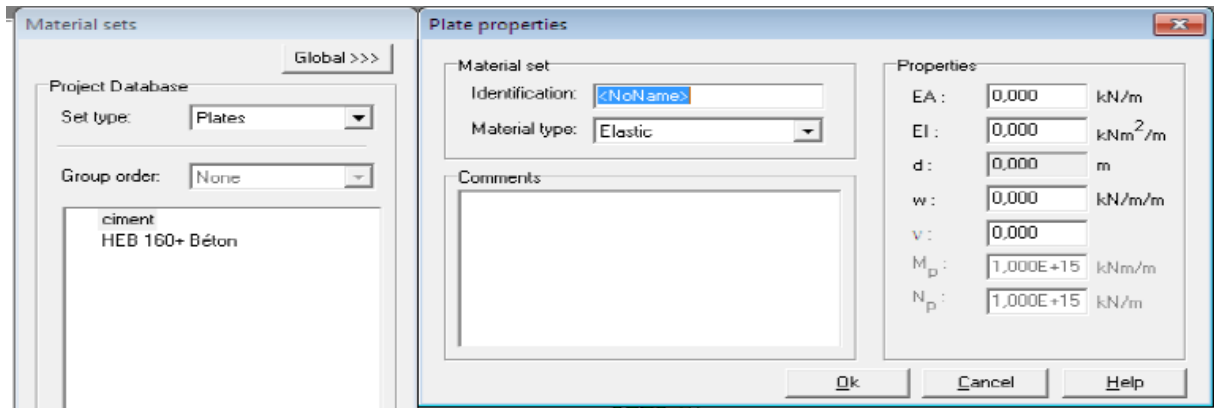 Material sets
Global >>>
Project Database
Set type: Plates
Group order: None
ciment
HEB 160+ Béton
Plate properties
Material set
Identification: <NoName>
Material type: Elastic
Comments
Properties
EA : 0,000 kN/m
EI : 0,000 kNm²/m
d : 0,000 m
w : 0,000 kN/m/m
ν : 0,000
Mp : 1,000E+15 kNm/m
Np : 1,000E+15 kN/m
Ok Cancel Help